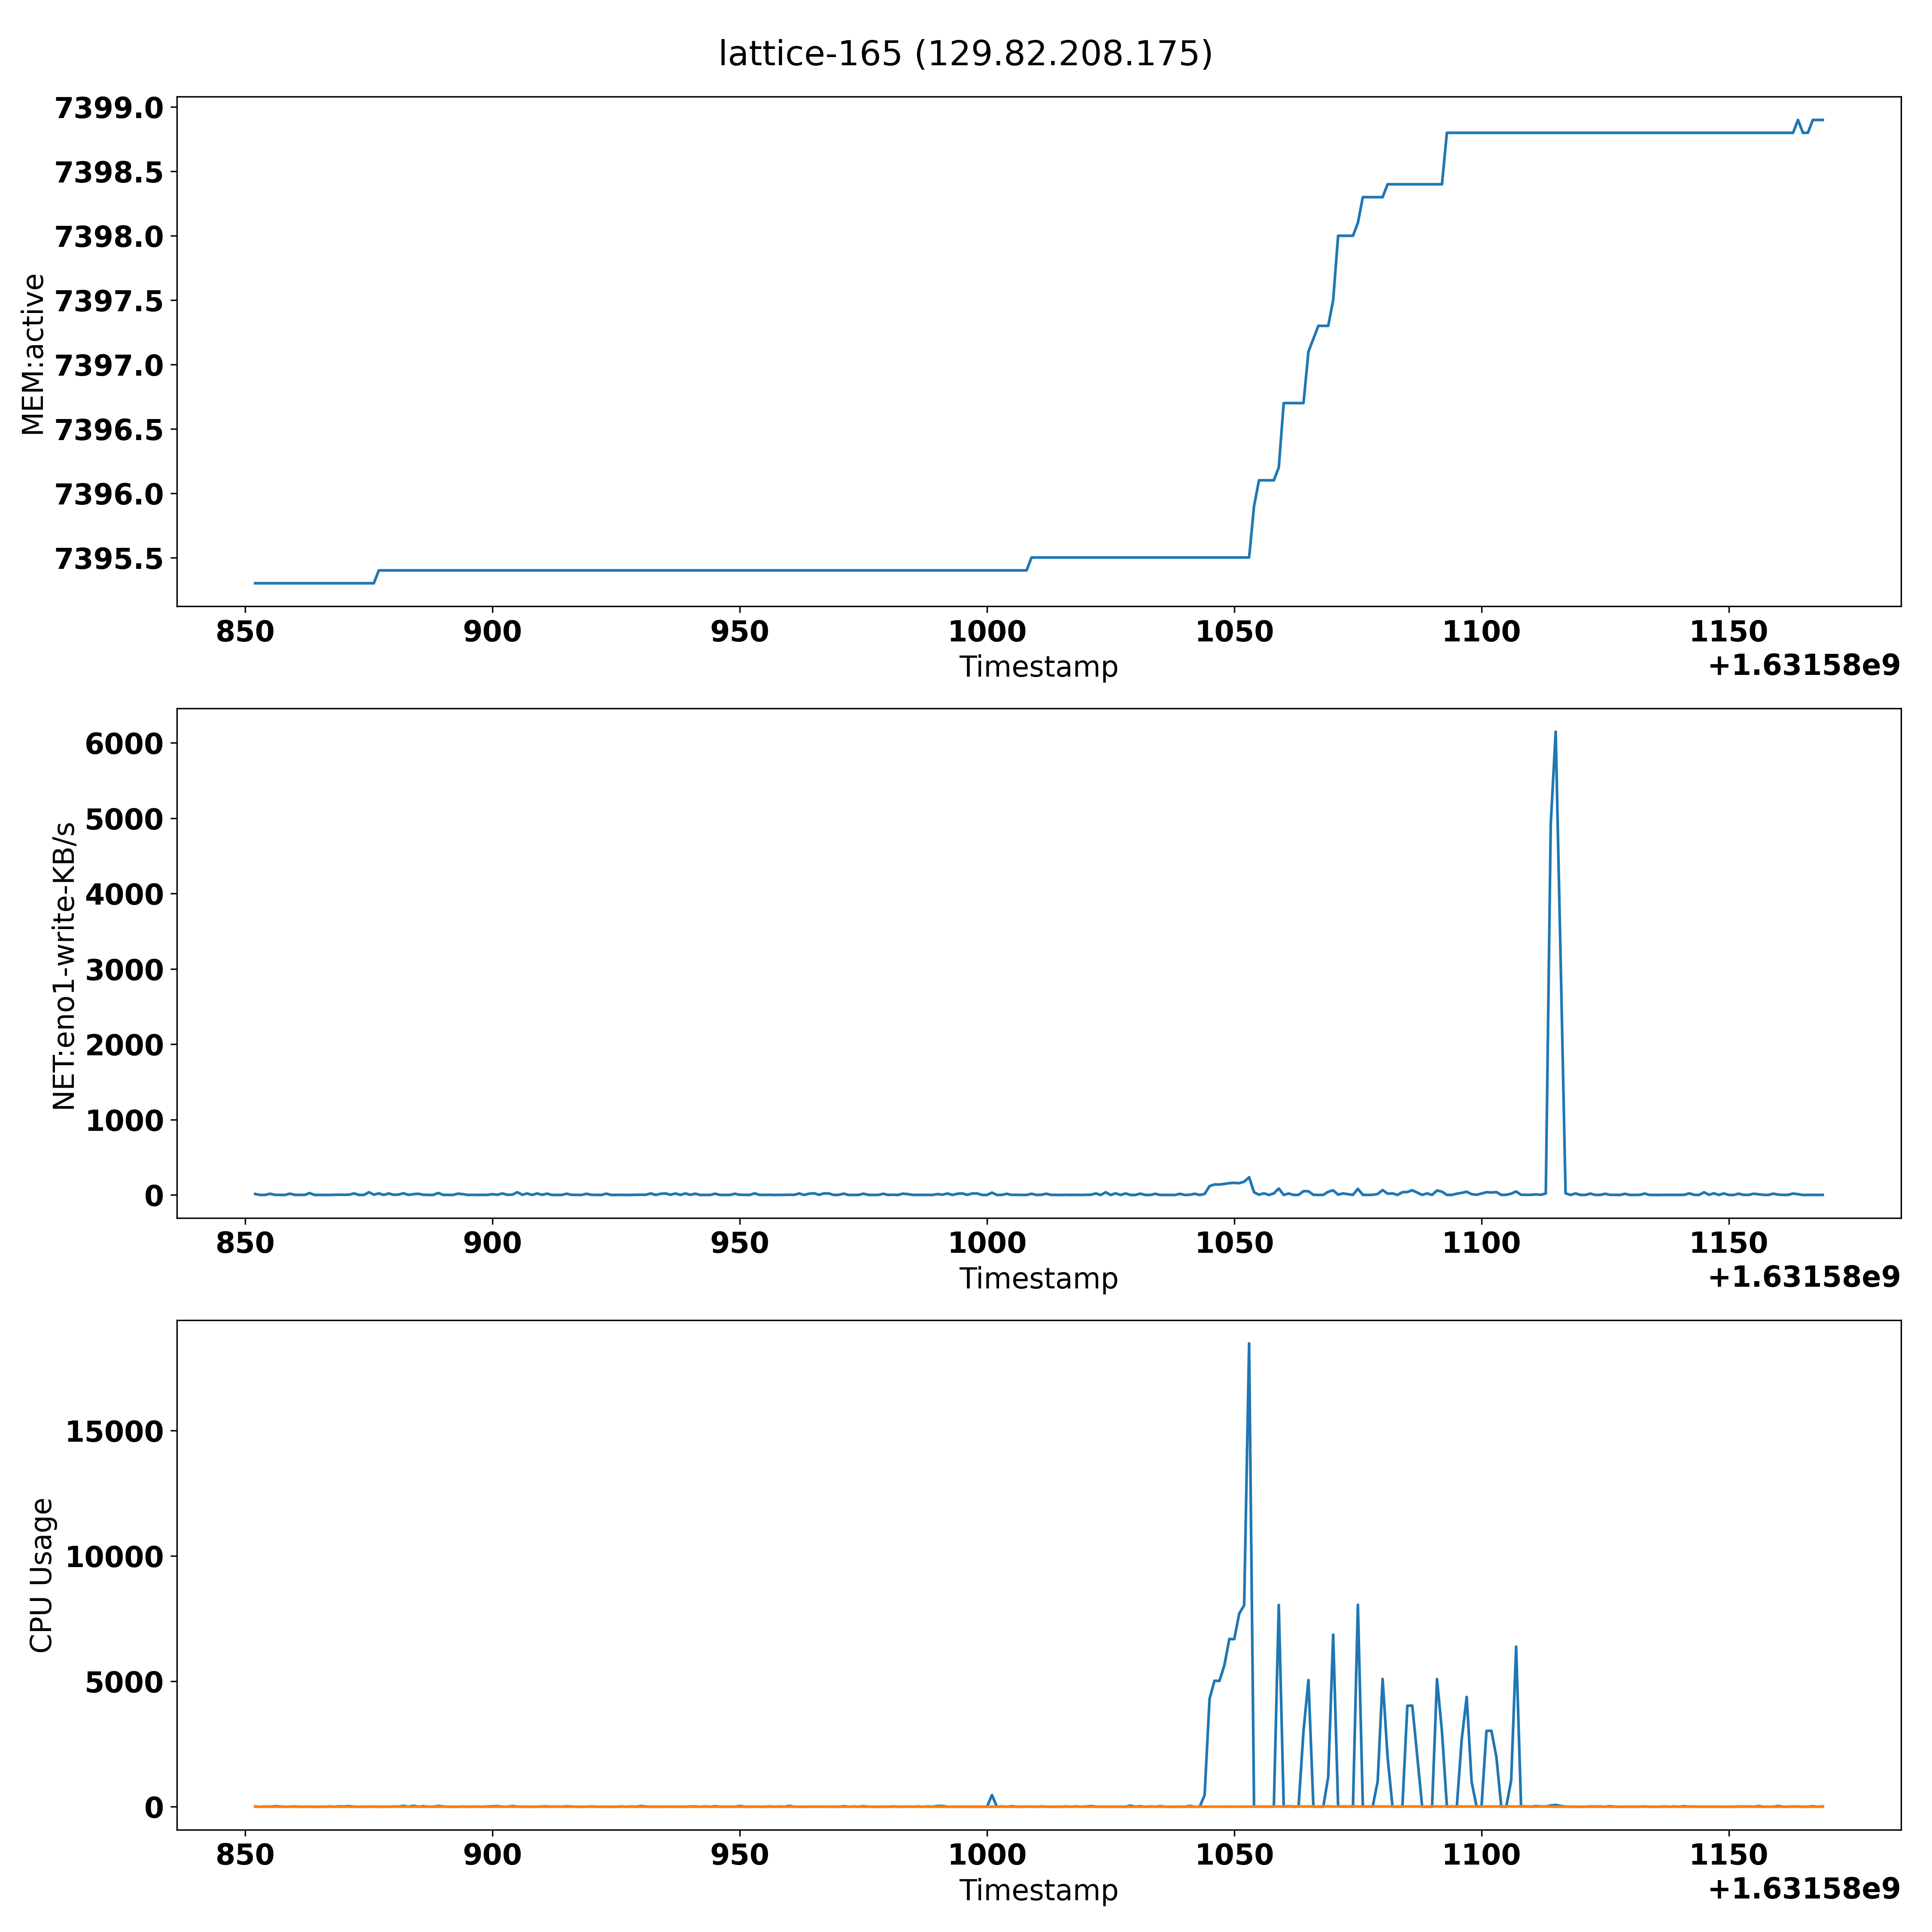 lattice-165 (129.82.208.175)
7399.0
7398.5
7398.0
7397.5
7397.0
7396.5
7396.0
7395.5
MEM:active
850 900 950 1000 1050 1100 1150
Timestamp
+1.63158e9
6000
5000
4000
3000
2000
1000
0
NET:eno1-write-KB/s
850 900 950 1000 1050 1100 1150
Timestamp
+1.63158e9
15000
10000
5000
0
CPU Usage
850 900 950 1000 1050 1100 1150
Timestamp
+1.63158e9